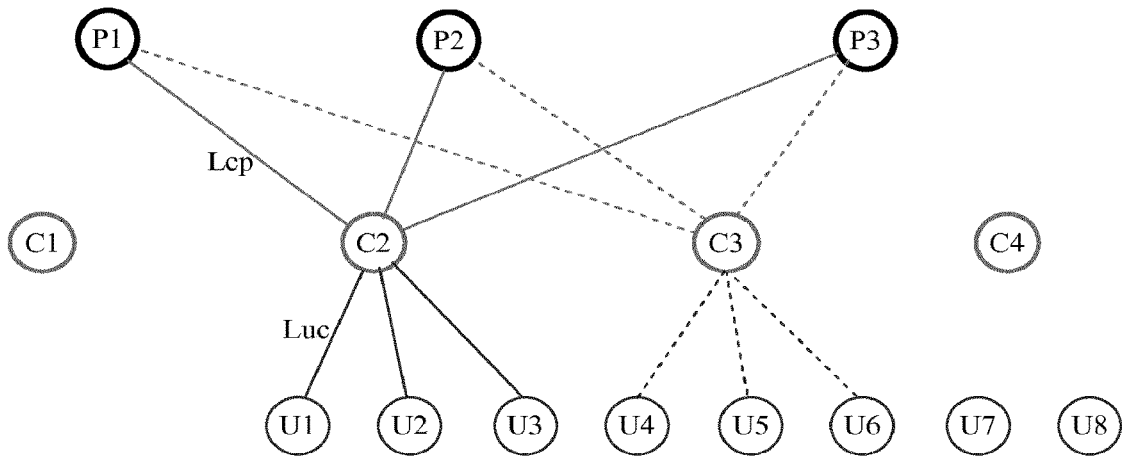 P1 P2 P3
Lcp
C1 C2 C3 C4
Luc
U1 U2 U3 U4 U5 U6 U7 U8